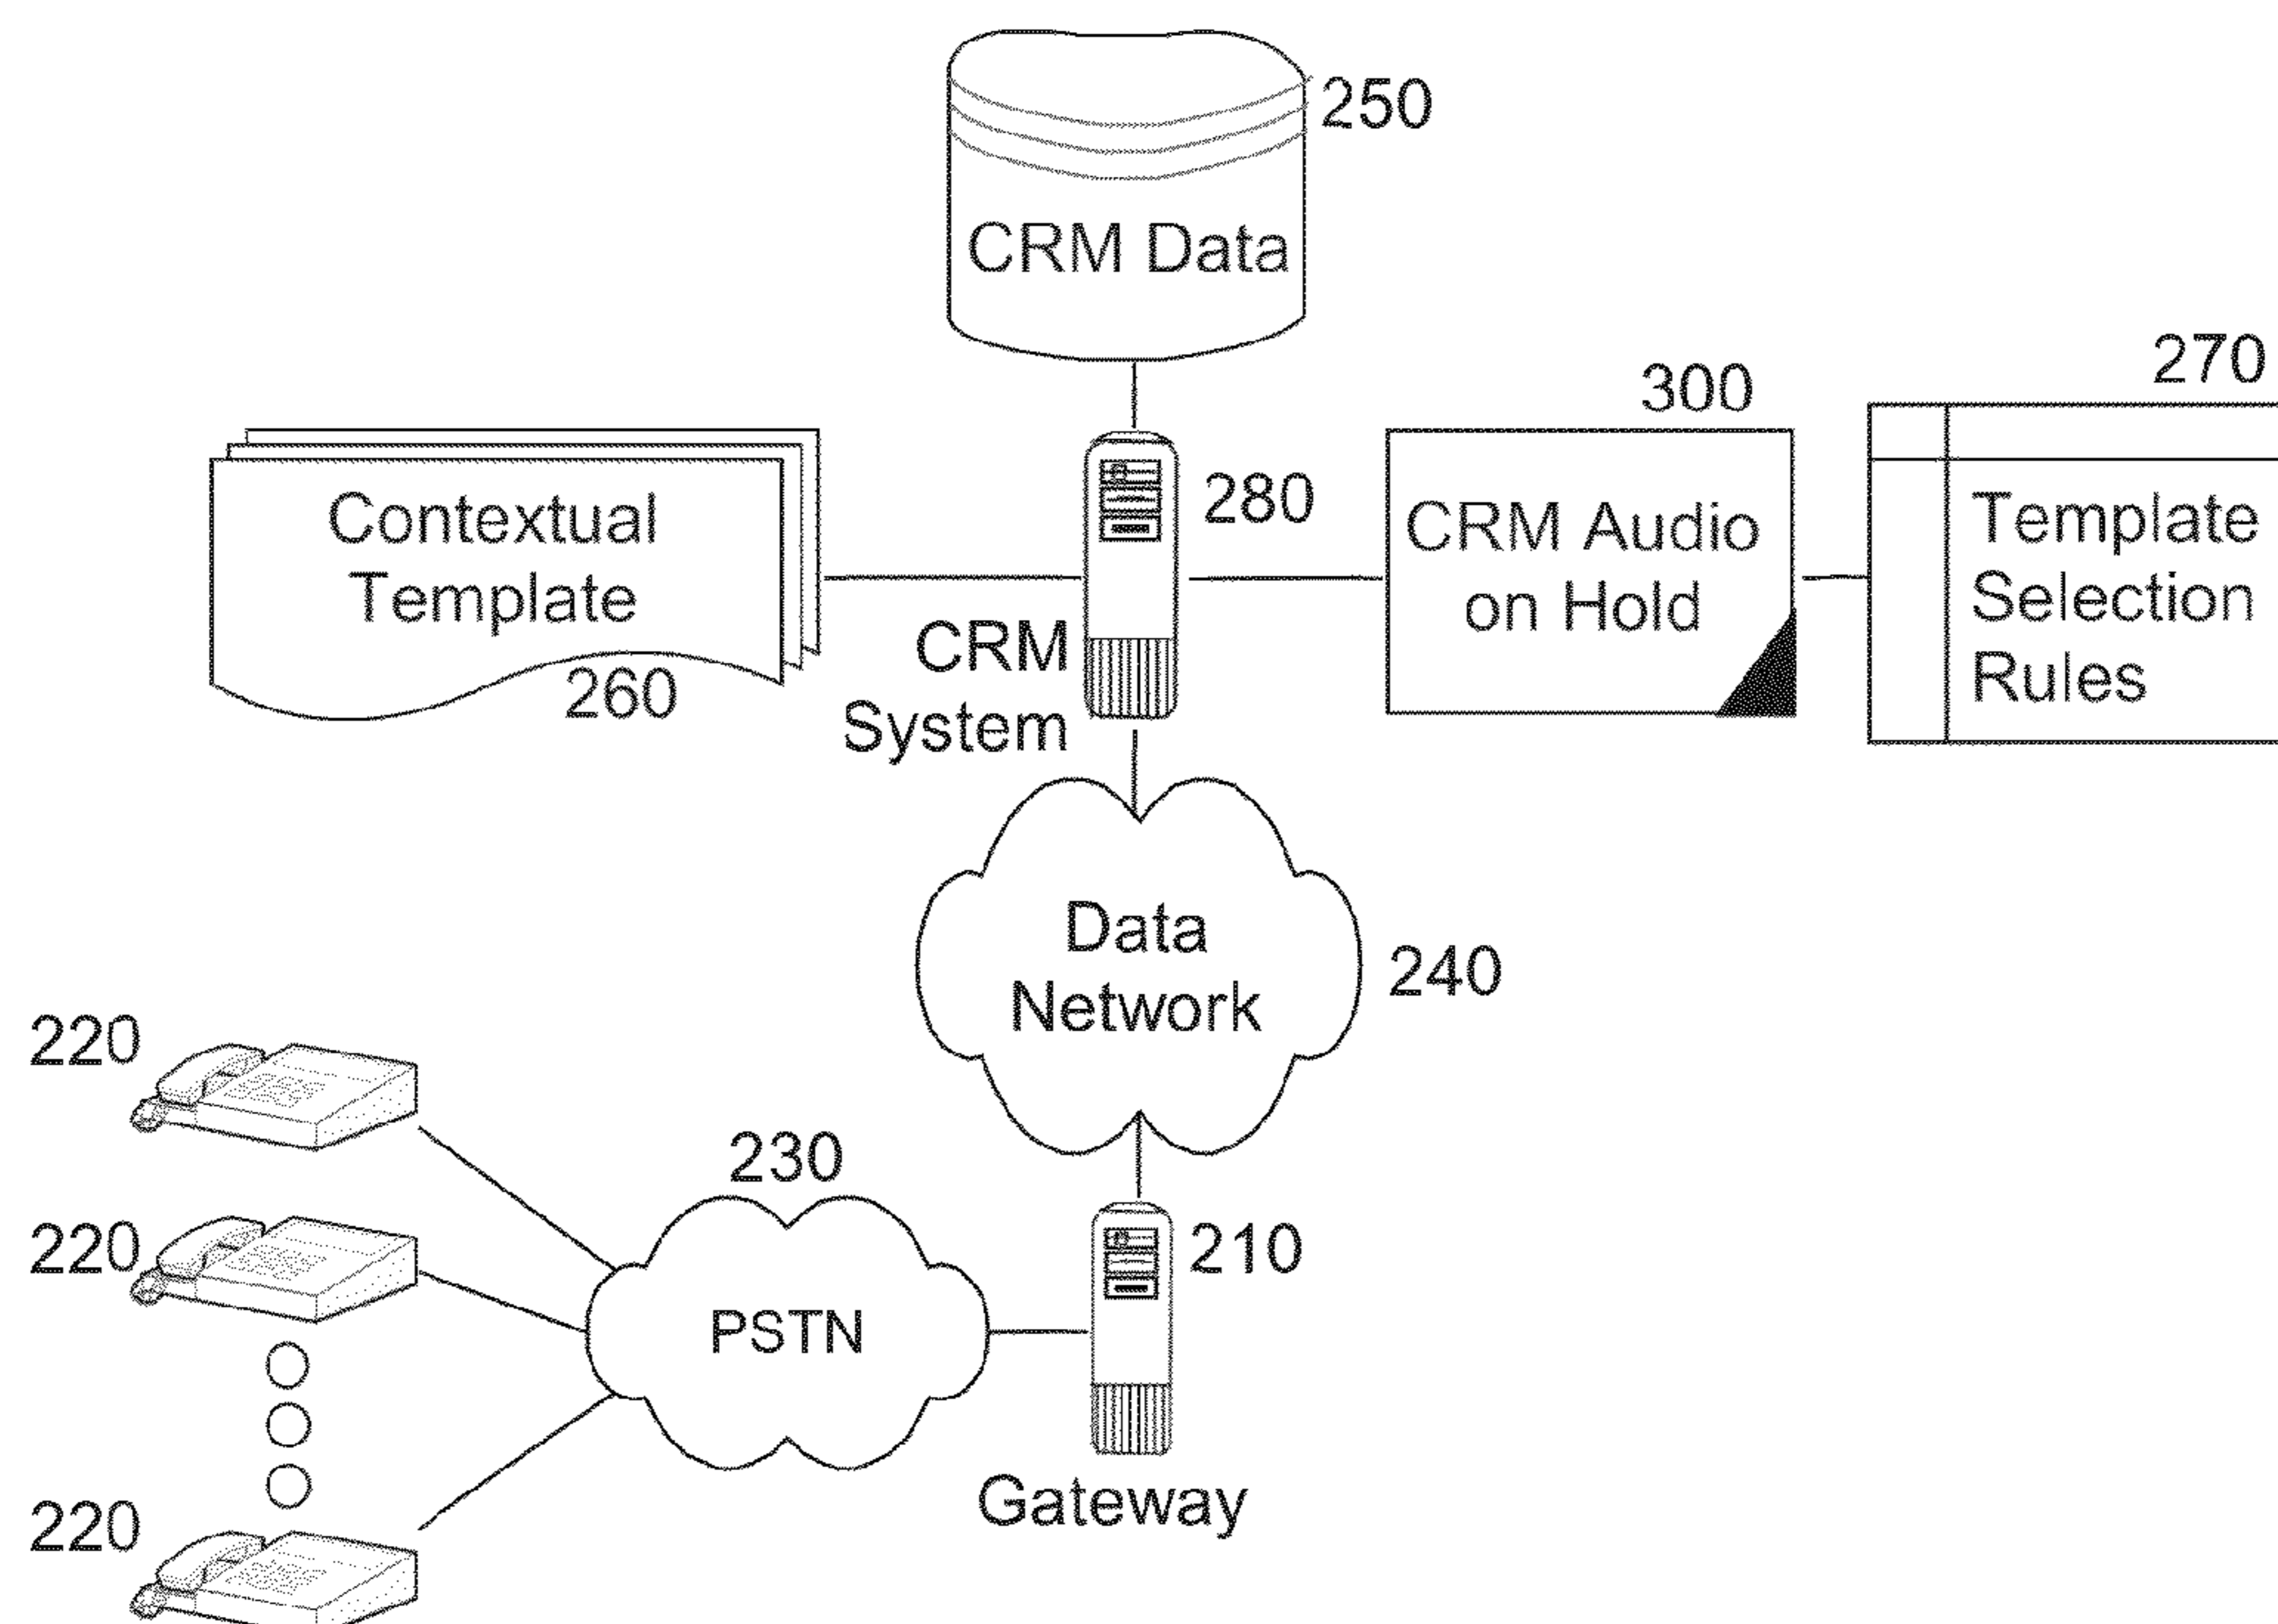 250
CRM Data
270
300
Contextual
Template
260
280
CRM
System
CRM Audio
on Hold
Template
Selection
Rules
Data
Network
240
220
230
220
210
PSTN
Gateway
220